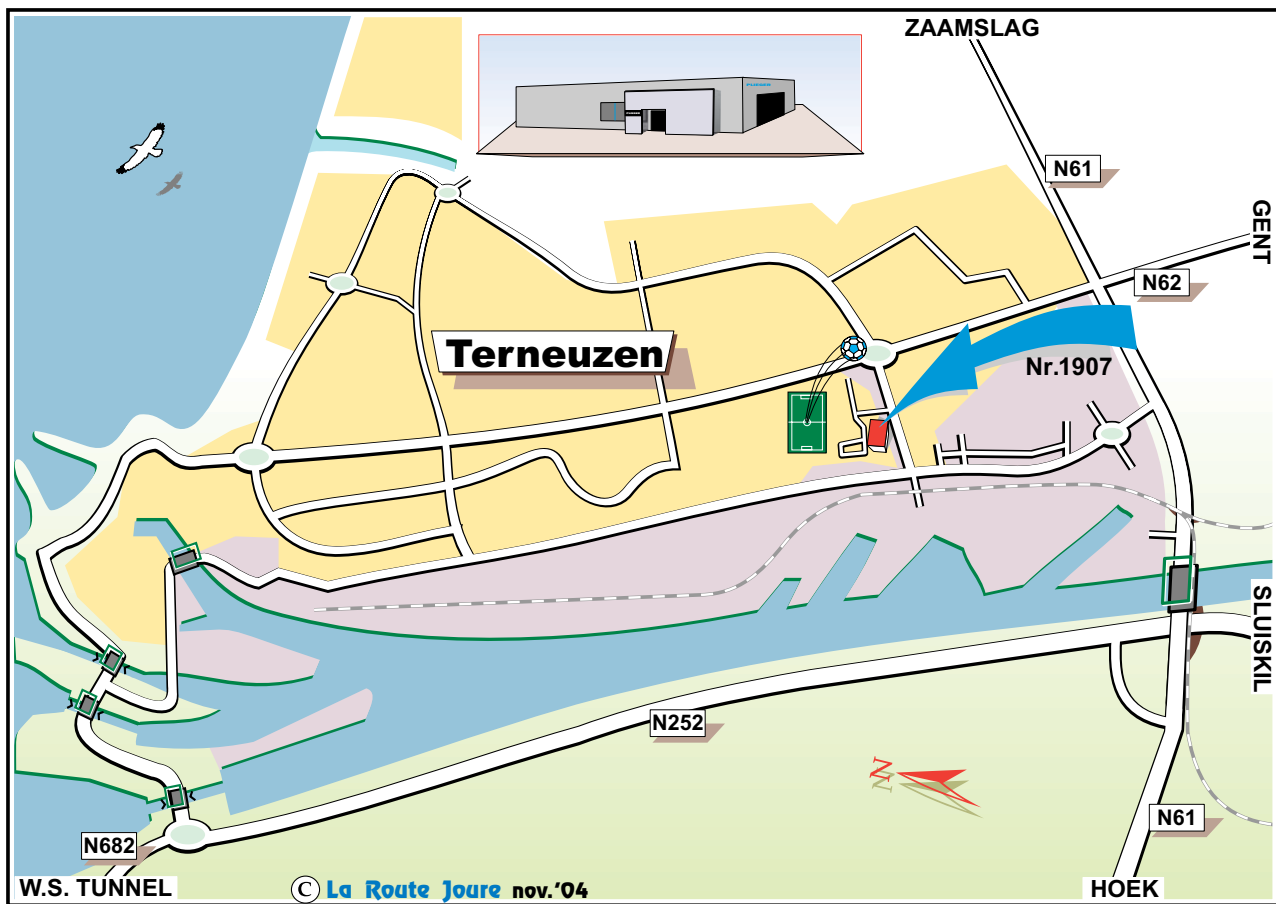 ZAAMSLAG
N61
GENT
N62
Terneuzen
Nr.1907
SLUISKIL
N252
N
N
N61
N682
W.S. TUNNEL
HOEK
C La Route Joure nov.'04